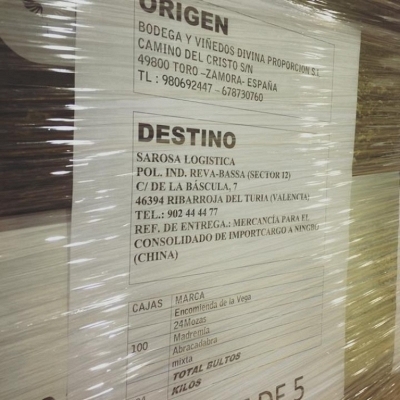 ORIGEN
BODEGA Y VIÑEDOS DIVINA PROPORCION S.L
CAMINO DEL CRISTO S/N
49800 TORO –ZAMORA- ESPAÑA
TL : 980692447 – 678730760
DESTINO
SAROSA LOGISTICA
POL. IND. REVA-BASSA (SECTOR 12)
C/ DE LA BÁSCULA, 7
46394 RIBARROJA DEL TURIA (VALENCIA)
TEL.: 902 44 44 77
REF. DE ENTREGA.: MERCANCÍA PARA EL
CONSOLIDADO DE IMPORTCARGO A NINGBO
(CHINA)
CAJAS MARCA
Encomienda de la Vega
24Mozas
100 Madremía
Abracadabra
mixta
TOTAL BULTOS
KILOS
DE 5